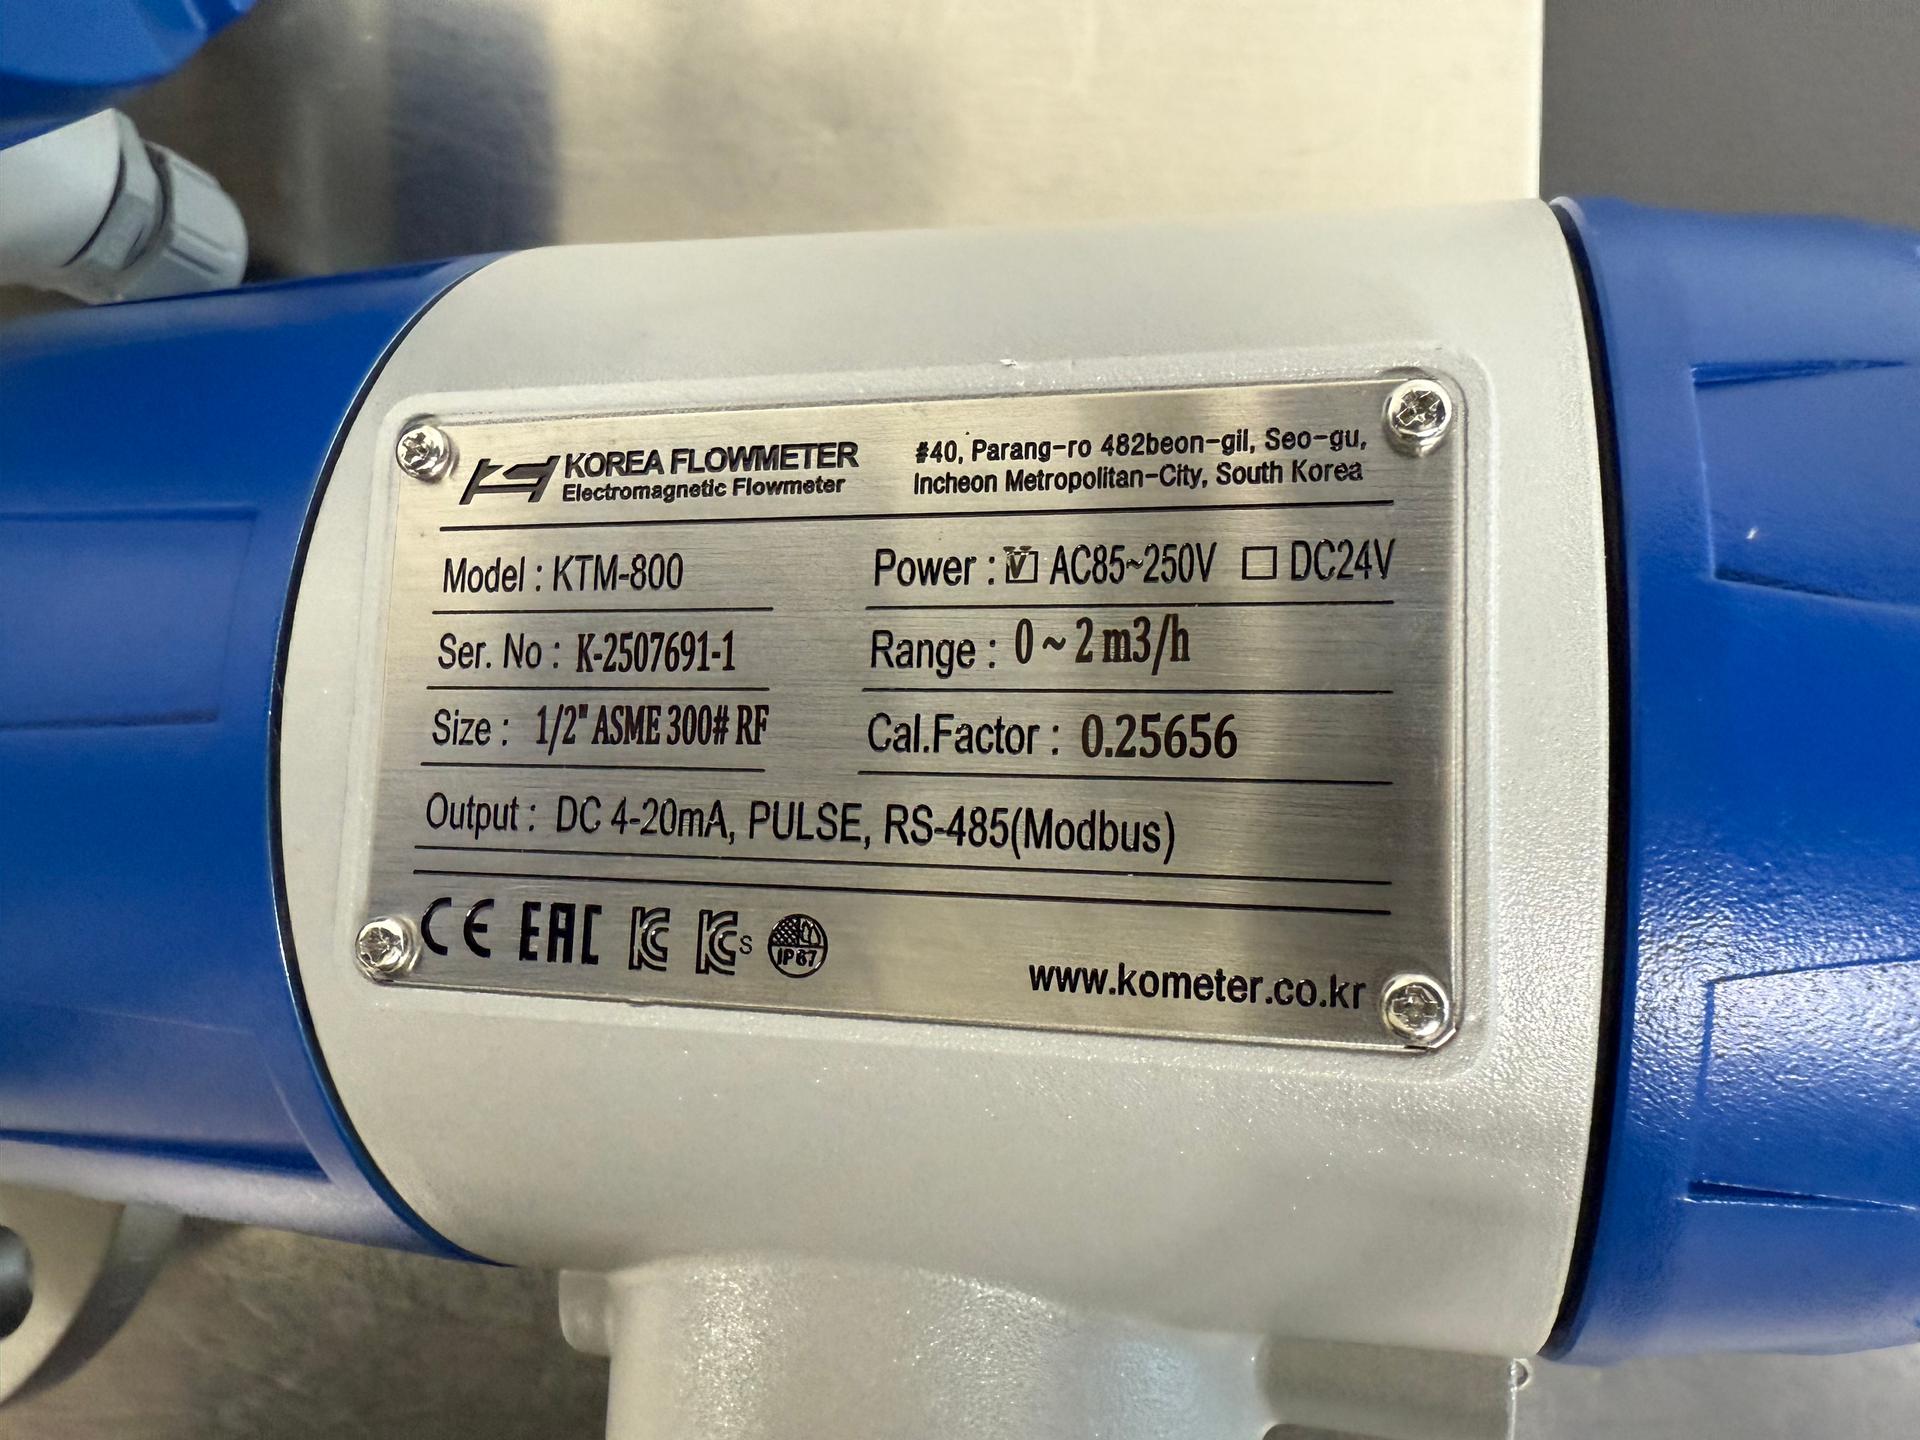 KOREA FLOWMETER
Electromagnetic Flowmeter
#40, Parang-ro 482beon-gil, Seo-gu,
Incheon Metropolitan-City, South Korea
Model : KTM-800
Power : ☑ AC85~250V ☐ DC24V
Ser. No : K-2507691-1
Range : 0 ~ 2 m3/h
Size : 1/2" ASME 300# RF
Cal.Factor : 0.25656
Output : DC 4-20mA, PULSE, RS-485(Modbus)
CE EAC KC KCs IP67
www.kometer.co.kr